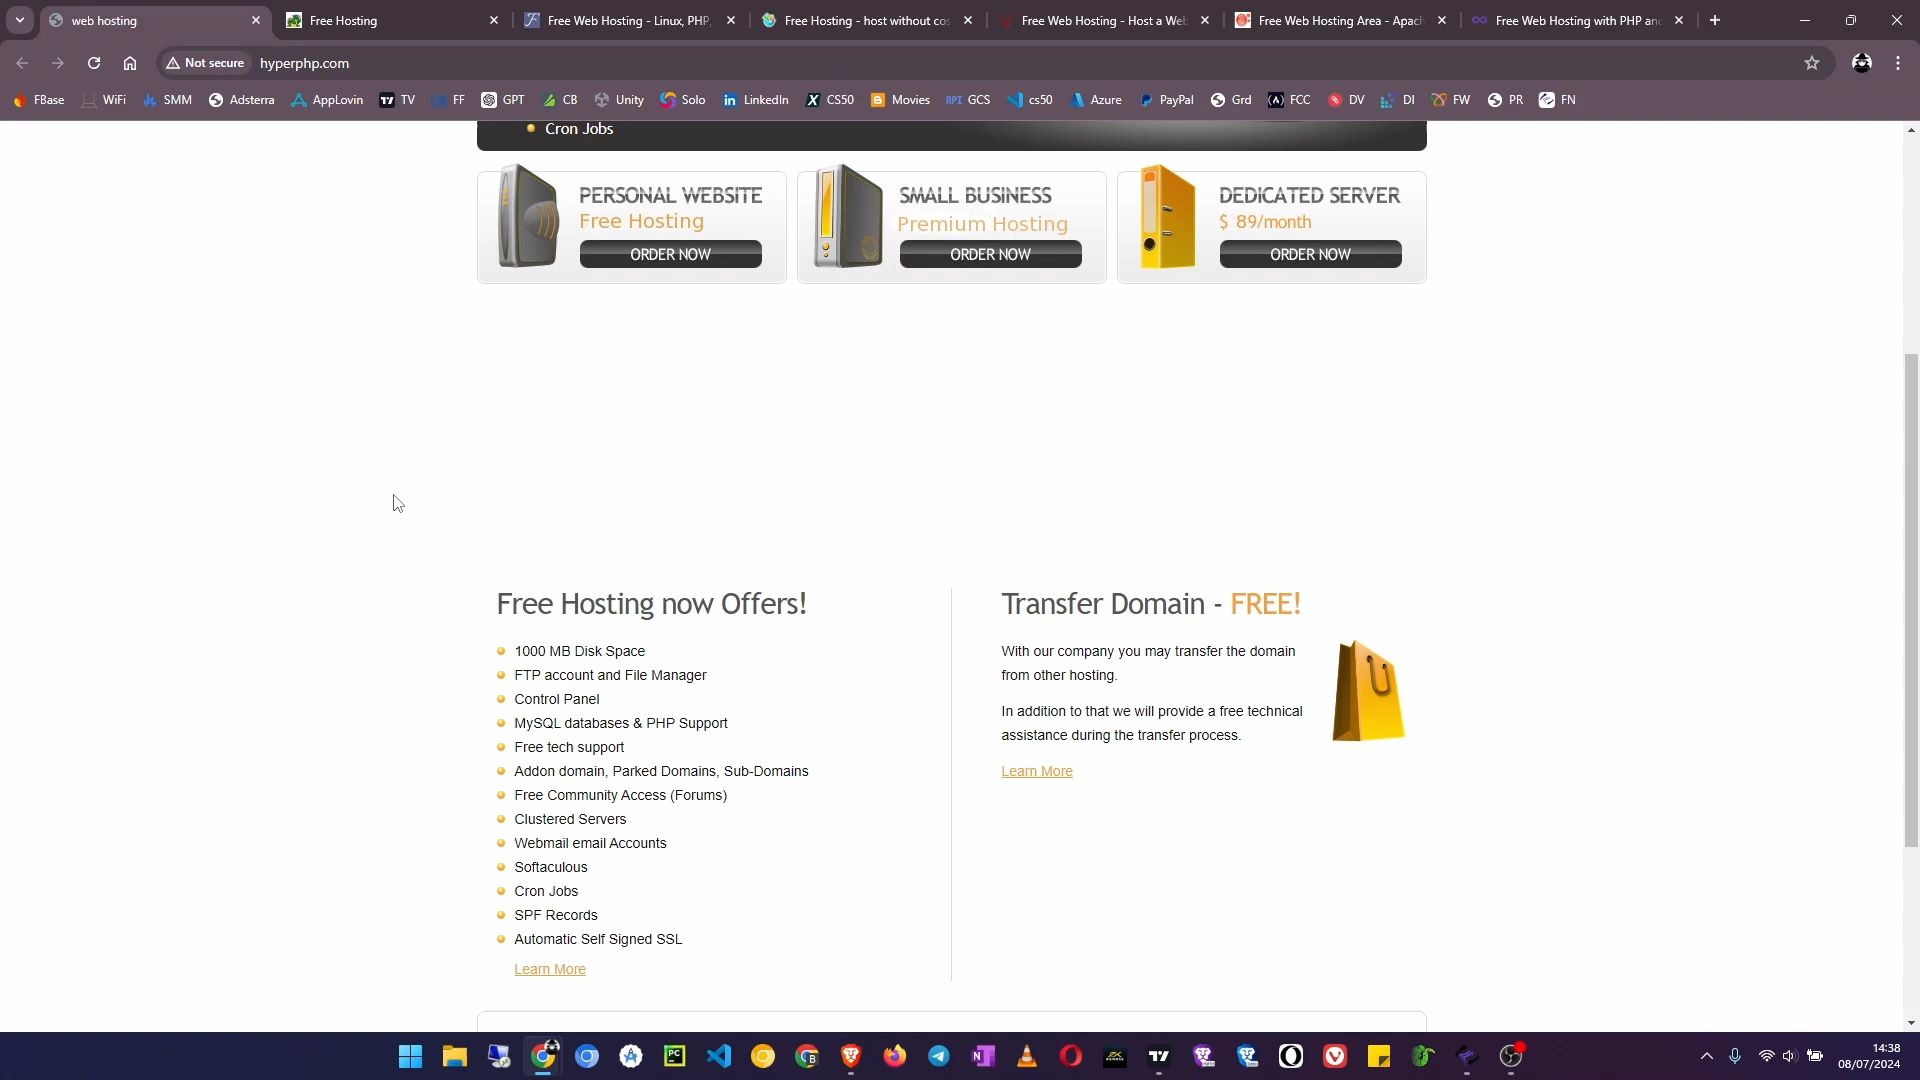 web hosting
Free Hosting
Free Web Hosting - Linux, PHP,
Free Hosting - host without cos
Free Web Hosting - Host a Web
Free Web Hosting Area - Apach
Free Web Hosting with PHP and
Not secure
hyperphp.com
FBase
WiFi
SMM
Adsterra
AppLovin
TV
FF
GPT
CB
Unity
Solo
LinkedIn
CS50
Movies
API GCS
cs50
Azure
PayPal
Grd
FCC
DV
DI
FW
PR
FN
Cron Jobs
PERSONAL WEBSITE
Free Hosting
ORDER NOW
SMALL BUSINESS
Premium Hosting
ORDER NOW
DEDICATED SERVER
$ 89/month
ORDER NOW
Free Hosting now Offers!
1000 MB Disk Space
FTP account and File Manager
Control Panel
MySQL databases & PHP Support
Free tech support
Addon domain, Parked Domains, Sub-Domains
Free Community Access (Forums)
Clustered Servers
Webmail email Accounts
Softaculous
Cron Jobs
SPF Records
Automatic Self Signed SSL
Learn More
Transfer Domain - FREE!
With our company you may transfer the domain
from other hosting.
In addition to that we will provide a free technical
assistance during the transfer process.
Learn More
14:38
08/07/2024